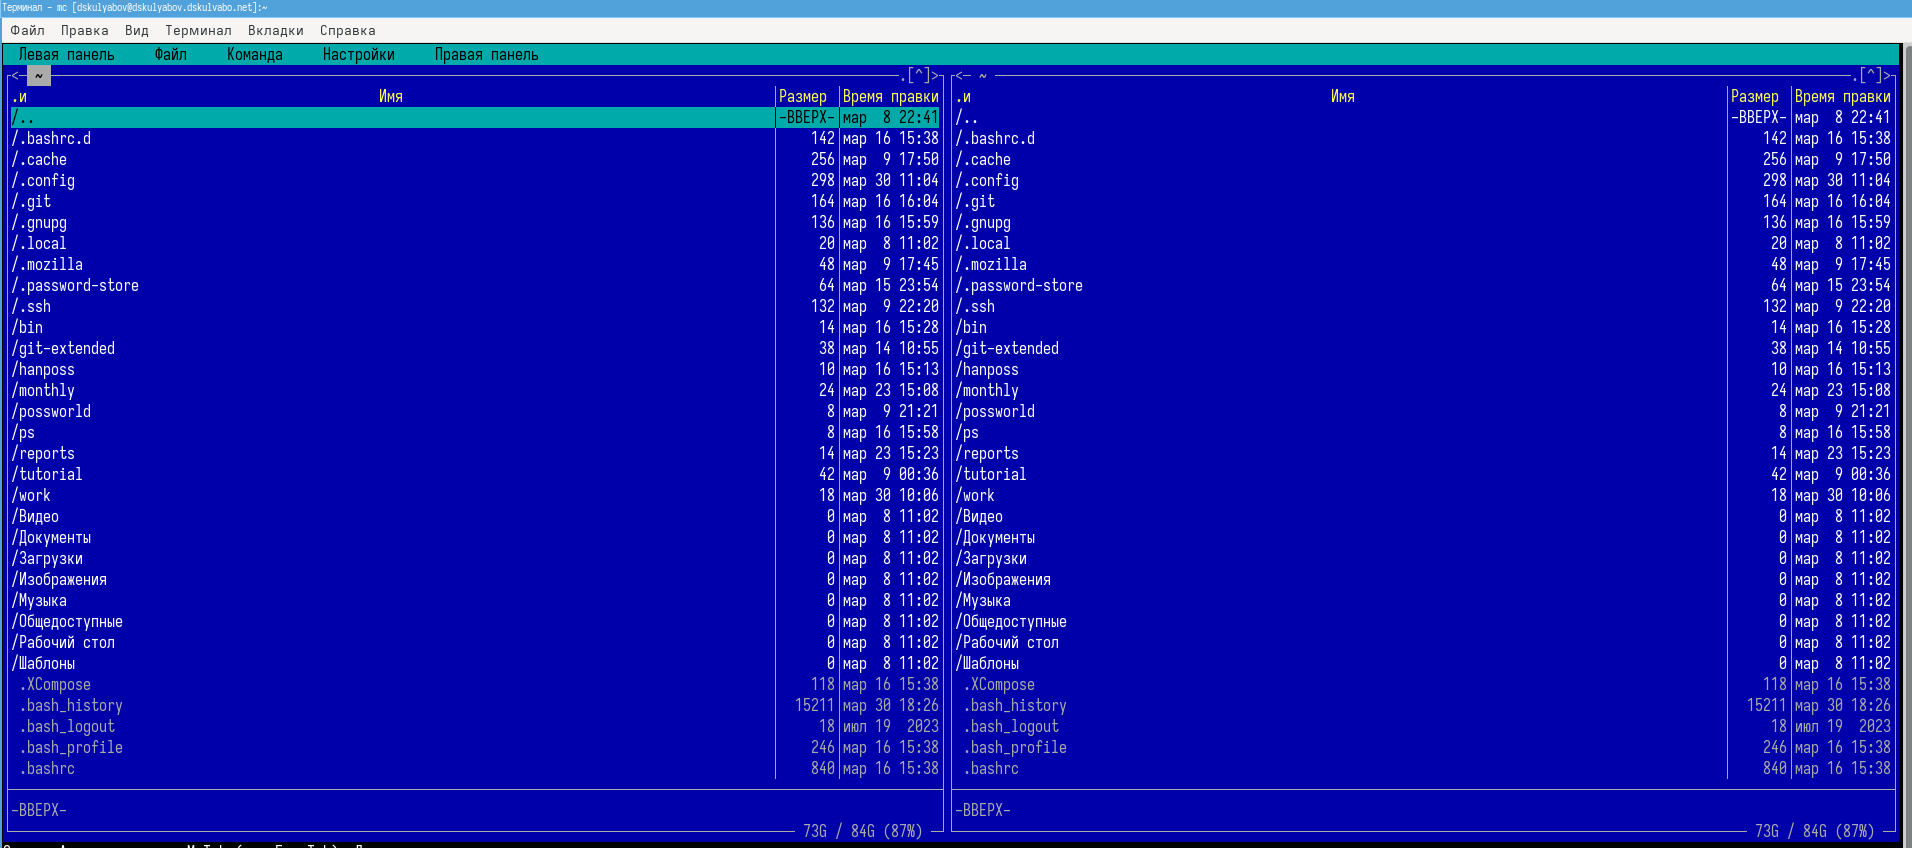 Терминал - mc [dskulyabov@dskulyabov.dskulvabo.net]:~
Файл Правка Вид Терминал Вкладки Справка
Левая панель Файл Команда Настройки Правая панель
<- ~ .[^]> <- ~ .[^]>
.и Имя Размер Время правки .и Имя Размер Время правки
/.. -ВВЕРХ- мар 8 22:41 /.. -ВВЕРХ- мар 8 22:41
/.bashrc.d 142 мар 16 15:38 /.bashrc.d 142 мар 16 15:38
/.cache 256 мар 9 17:50 /.cache 256 мар 9 17:50
/.config 298 мар 30 11:04 /.config 298 мар 30 11:04
/.git 164 мар 16 16:04 /.git 164 мар 16 16:04
/.gnupg 136 мар 16 15:59 /.gnupg 136 мар 16 15:59
/.local 20 мар 8 11:02 /.local 20 мар 8 11:02
/.mozilla 48 мар 9 17:45 /.mozilla 48 мар 9 17:45
/.password-store 64 мар 15 23:54 /.password-store 64 мар 15 23:54
/.ssh 132 мар 9 22:20 /.ssh 132 мар 9 22:20
/bin 14 мар 16 15:28 /bin 14 мар 16 15:28
/git-extended 38 мар 14 10:55 /git-extended 38 мар 14 10:55
/hanposs 10 мар 16 15:13 /hanposs 10 мар 16 15:13
/monthly 24 мар 23 15:08 /monthly 24 мар 23 15:08
/possworld 8 мар 9 21:21 /possworld 8 мар 9 21:21
/ps 8 мар 16 15:58 /ps 8 мар 16 15:58
/reports 14 мар 23 15:23 /reports 14 мар 23 15:23
/tutorial 42 мар 9 00:36 /tutorial 42 мар 9 00:36
/work 18 мар 30 10:06 /work 18 мар 30 10:06
/Видео 0 мар 8 11:02 /Видео 0 мар 8 11:02
/Документы 0 мар 8 11:02 /Документы 0 мар 8 11:02
/Загрузки 0 мар 8 11:02 /Загрузки 0 мар 8 11:02
/Изображения 0 мар 8 11:02 /Изображения 0 мар 8 11:02
/Музыка 0 мар 8 11:02 /Музыка 0 мар 8 11:02
/Общедоступные 0 мар 8 11:02 /Общедоступные 0 мар 8 11:02
/Рабочий стол 0 мар 8 11:02 /Рабочий стол 0 мар 8 11:02
/Шаблоны 0 мар 8 11:02 /Шаблоны 0 мар 8 11:02
.XCompose 118 мар 16 15:38 .XCompose 118 мар 16 15:38
.bash_history 15211 мар 30 18:26 .bash_history 15211 мар 30 18:26
.bash_logout 18 июл 19 2023 .bash_logout 18 июл 19 2023
.bash_profile 246 мар 16 15:38 .bash_profile 246 мар 16 15:38
.bashrc 840 мар 16 15:38 .bashrc 840 мар 16 15:38
-ВВЕРХ- -ВВЕРХ-
73G / 84G (87%) 73G / 84G (87%)